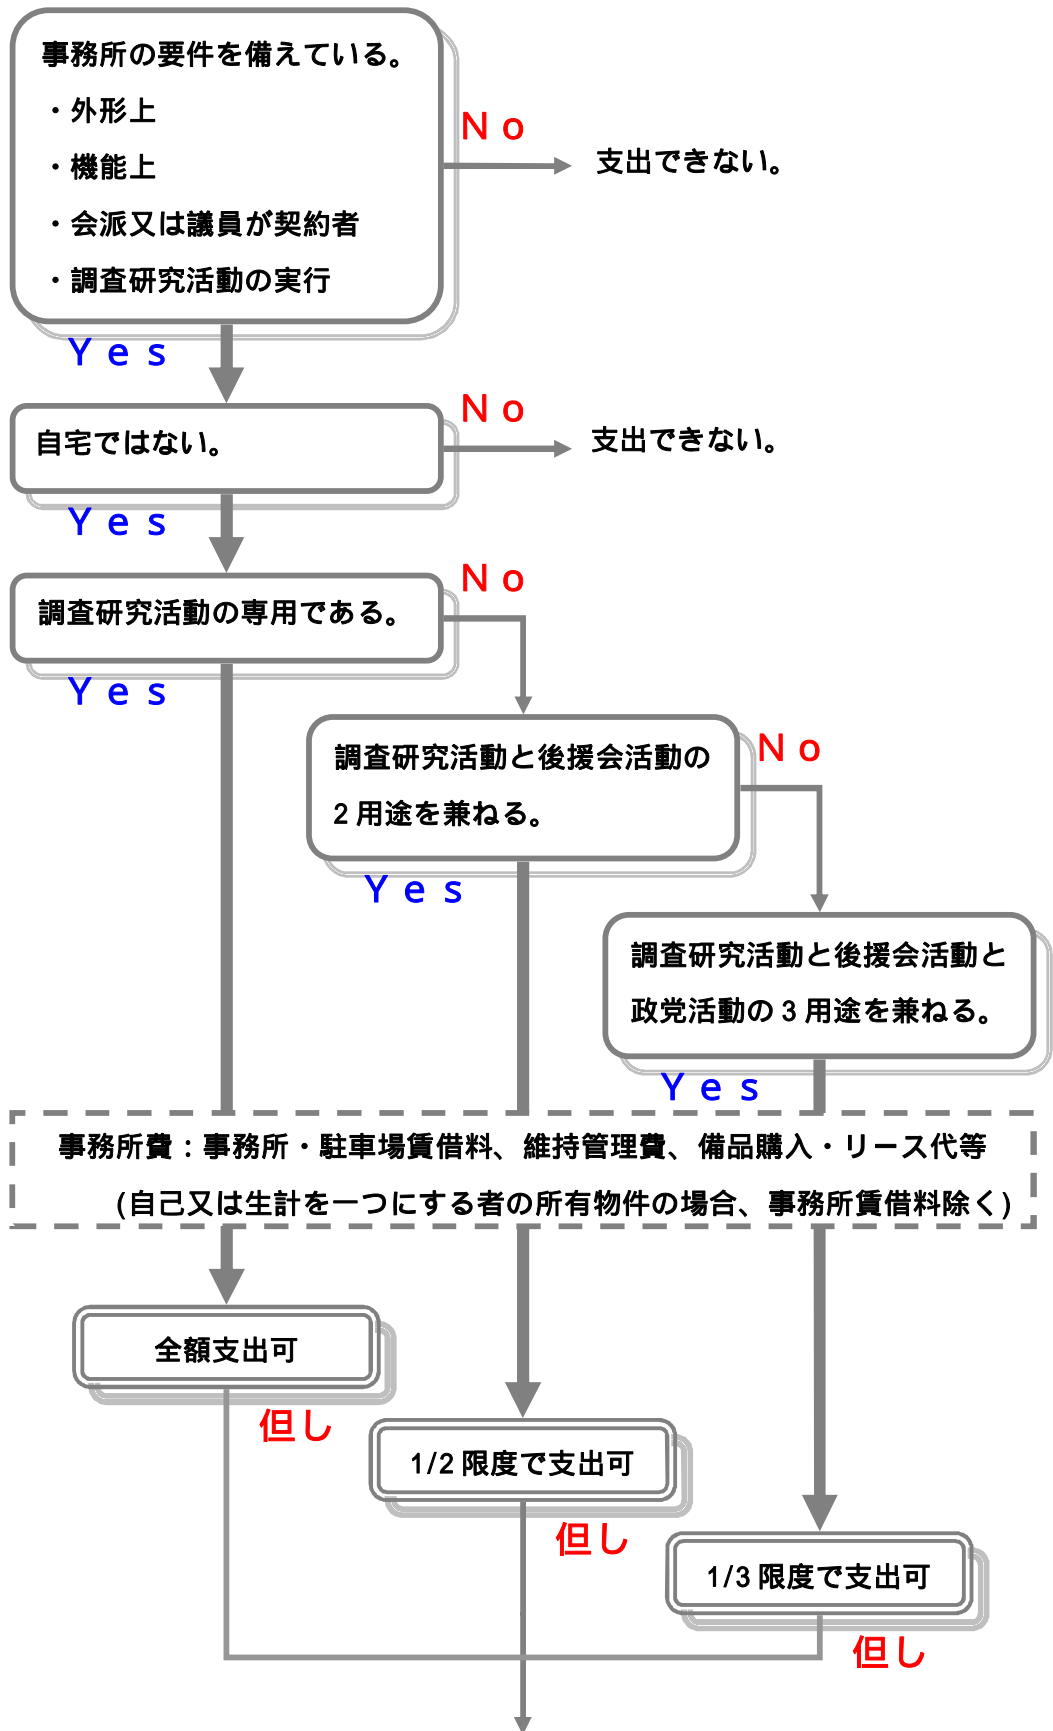 事務所の要件を備えている。
・外形上
・機能上
・会派又は議員が契約者
・調査研究活動の実行
Ｎｏ
支出できない。
Ｙｅｓ
自宅ではない。
Ｎｏ
支出できない。
Ｙｅｓ
調査研究活動の専用である。
Ｎｏ
Ｙｅｓ
調査研究活動と後援会活動の
2用途を兼ねる。
Ｎｏ
Ｙｅｓ
調査研究活動と後援会活動と
政党活動の3用途を兼ねる。
Ｙｅｓ
事務所費：事務所・駐車場賃借料、維持管理費、備品購入・リース代等
(自己又は生計を一つにする者の所有物件の場合、事務所賃借料除く)
全額支出可
但し
1/2限度で支出可
但し
1/3限度で支出可
但し